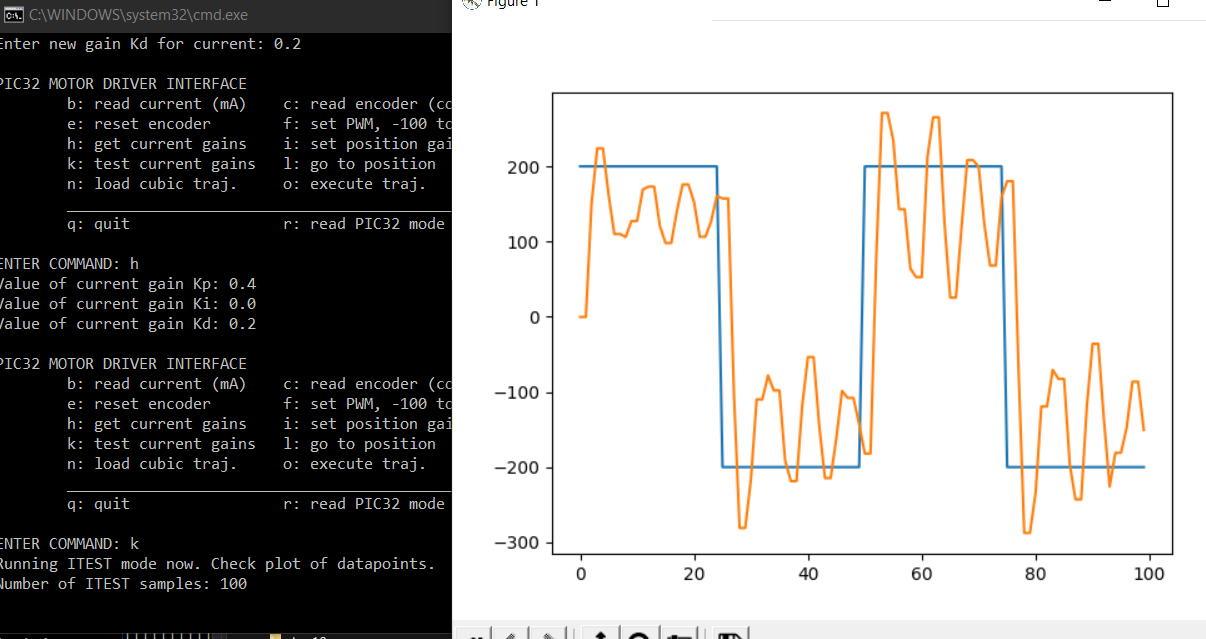 C:\WINDOWS\system32\cmd.exe
Enter new gain Kd for current: 0.2
PIC32 MOTOR DRIVER INTERFACE
b: read current (mA) c: read encoder (co
e: reset encoder f: set PWM, -100 to
h: get current gains i: set position gai
k: test current gains l: go to position
n: load cubic traj. o: execute traj.
q: quit r: read PIC32 mode
ENTER COMMAND: h
Value of current gain Kp: 0.4
Value of current gain Ki: 0.0
Value of current gain Kd: 0.2
PIC32 MOTOR DRIVER INTERFACE
b: read current (mA) c: read encoder (co
e: reset encoder f: set PWM, -100 to
h: get current gains i: set position gai
k: test current gains l: go to position
n: load cubic traj. o: execute traj.
q: quit r: read PIC32 mode
ENTER COMMAND: k
Running ITEST mode now. Check plot of datapoints.
Number of ITEST samples: 100
Figure 1
200
100
0
−100
−200
−300
0 20 40 60 80 100